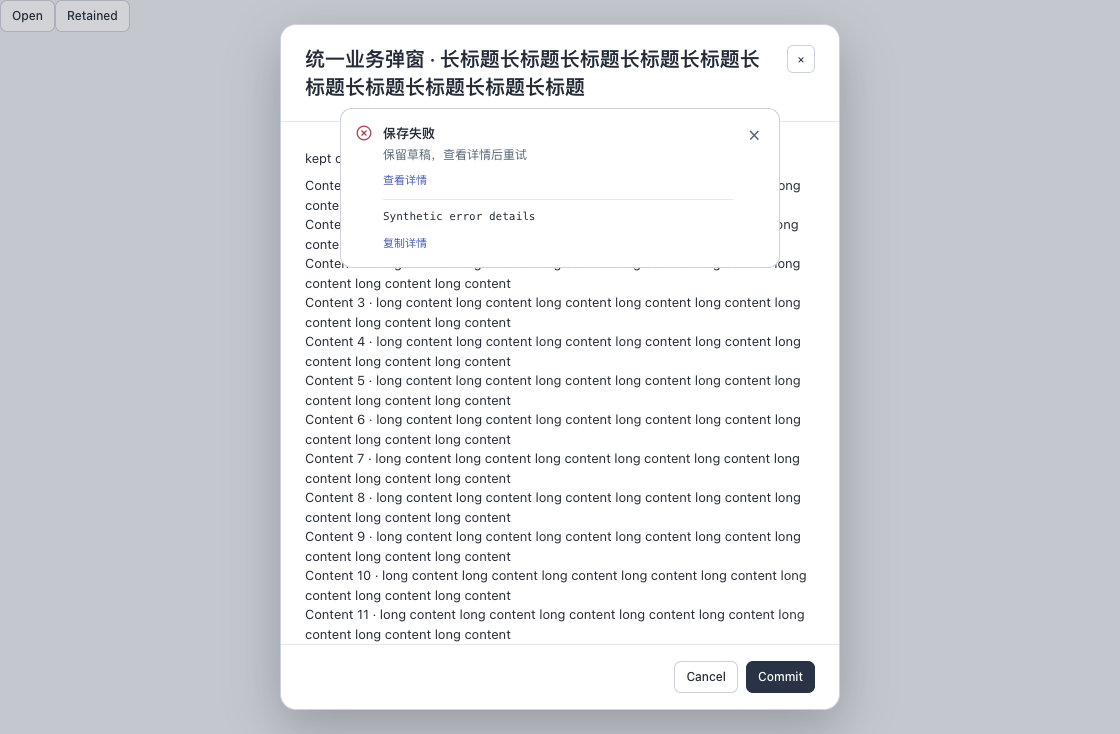 Open Retained
统一业务弹窗 · 长标题长标题长标题长标题长标题长
标题长标题长标题长标题长标题
×
保存失败
保留草稿，查看详情后重试
查看详情
Synthetic error details
复制详情
kept
content long content long content
Content 3 · long content long content long content long content long content long
content long content long content
Content 4 · long content long content long content long content long content long
content long content long content
Content 5 · long content long content long content long content long content long
content long content long content
Content 6 · long content long content long content long content long content long
content long content long content
Content 7 · long content long content long content long content long content long
content long content long content
Content 8 · long content long content long content long content long content long
content long content long content
Content 9 · long content long content long content long content long content long
content long content long content
Content 10 · long content long content long content long content long content long
content long content long content
Content 11 · long content long content long content long content long content long
content long content long content
Cancel Commit